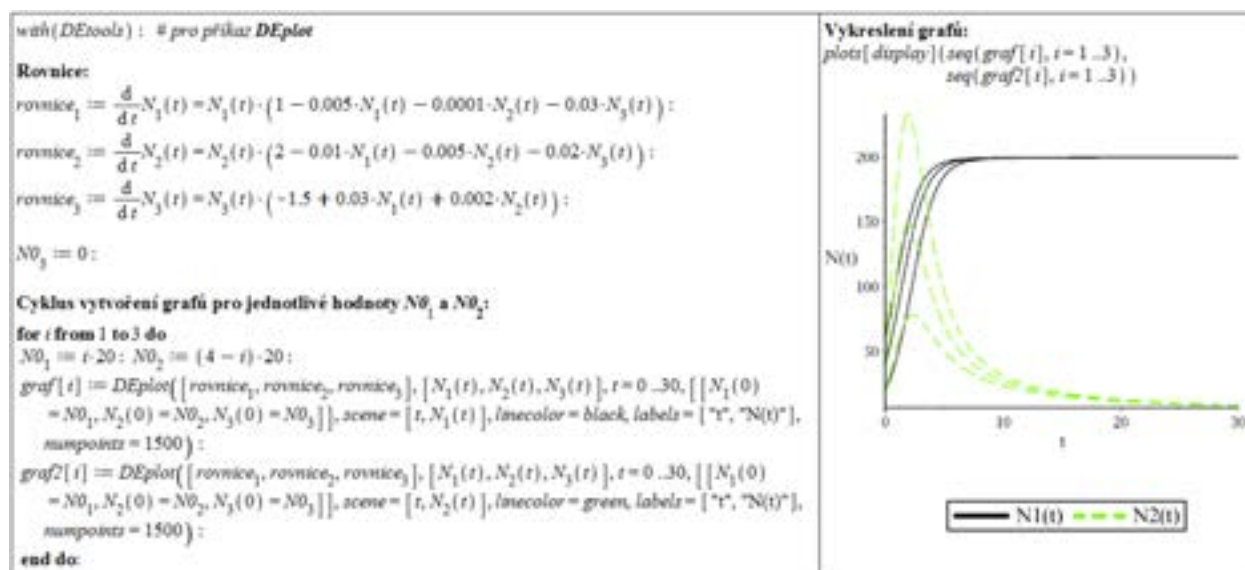 with(DEtools) : # pro příkaz DEplot
Rovnice:
rovnice₁ := d/dt N₁(t) = N₁(t)·(1 − 0.005·N₁(t) − 0.0001·N₂(t) − 0.03·N₃(t)) :
rovnice₂ := d/dt N₂(t) = N₂(t)·(2 − 0.01·N₁(t) − 0.005·N₂(t) − 0.02·N₃(t)) :
rovnice₃ := d/dt N₃(t) = N₃(t)·(-1.5 + 0.03·N₁(t) + 0.002·N₂(t)) :
N0₃ := 0 :
Cyklus vytvoření grafů pro jednotlivé hodnoty N0₁ a N0₂:
for i from 1 to 3 do
N0₁ := i·20 : N0₂ := (4 − i)·20 :
graf[i] := DEplot([rovnice₁, rovnice₂, rovnice₃], [N₁(t), N₂(t), N₃(t)], t = 0 ..30, [[N₁(0)
= N0₁, N₂(0) = N0₂, N₃(0) = N0₃]], scene = [t, N₁(t)], linecolor = black, labels = ["t", "N(t)"],
numpoints = 1500) :
graf2[i] := DEplot([rovnice₁, rovnice₂, rovnice₃], [N₁(t), N₂(t), N₃(t)], t = 0 ..30, [[N₁(0)
= N0₁, N₂(0) = N0₂, N₃(0) = N0₃]], scene = [t, N₂(t)], linecolor = green, labels = ["t", "N(t)"],
numpoints = 1500) :
end do:
Vykreslení grafů:
plots[display](seq(graf[i], i = 1 ..3),
seq(graf2[i], i = 1 ..3))
200
150
N(t)
100
50
0 10 20 30
t
N1(t) N2(t)